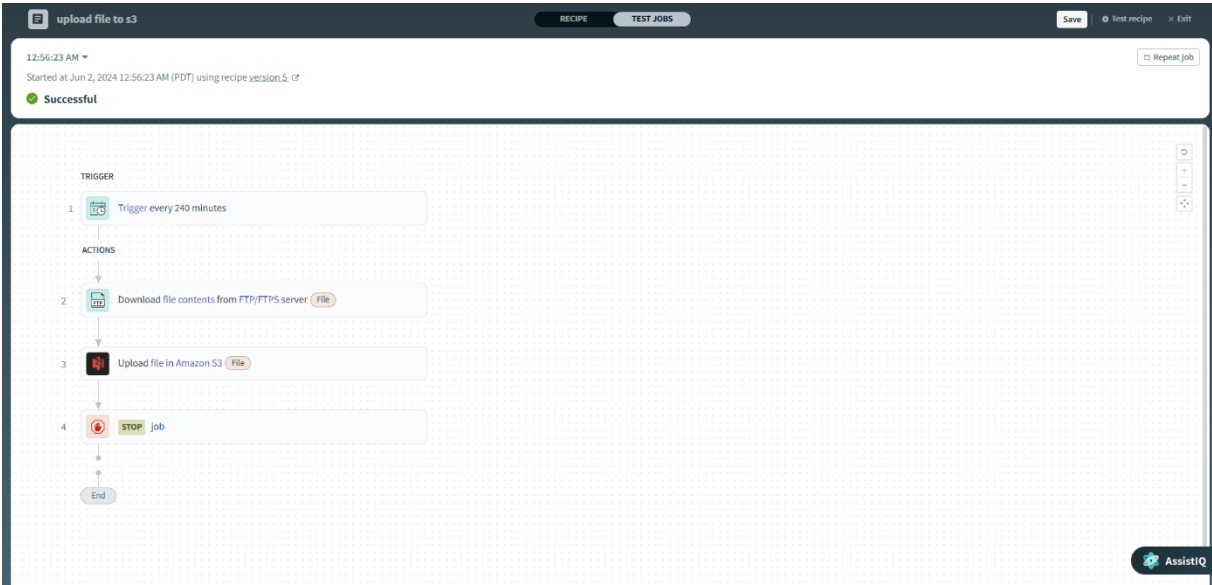 upload file to s3
RECIPE
TEST JOBS
Save
Test recipe
Exit
12:56:23 AM
Repeat job
Started at Jun 2, 2024 12:56:23 AM (PDT) using recipe version 5
Successful
TRIGGER
1 Trigger every 240 minutes
ACTIONS
2 FTP Download file contents from FTP/FTPS server File
3 Upload file in Amazon S3 File
4 STOP job
End
AssistIQ